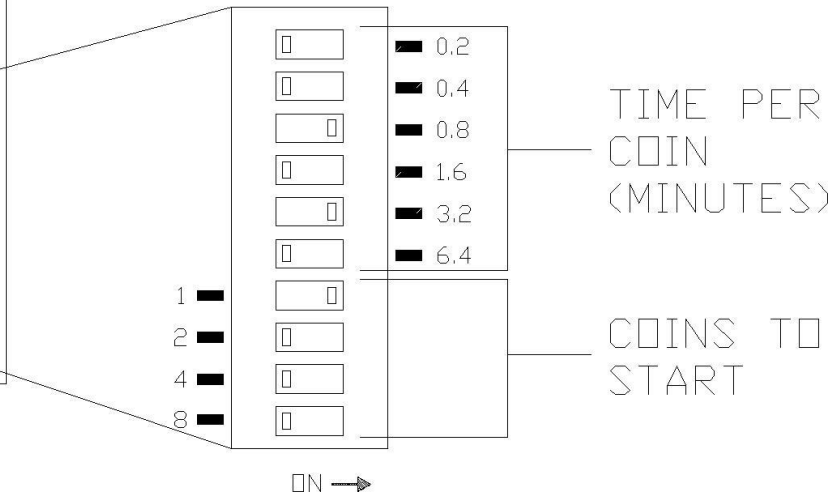 0.2
0.4
0.8
1.6
3.2
6.4
TIME PER
COIN
(MINUTES)
1
2
4
8
COINS TO
START
ON